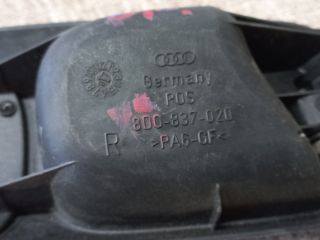 Germany
PDS
8D0-837-020
R >PA6-GF<